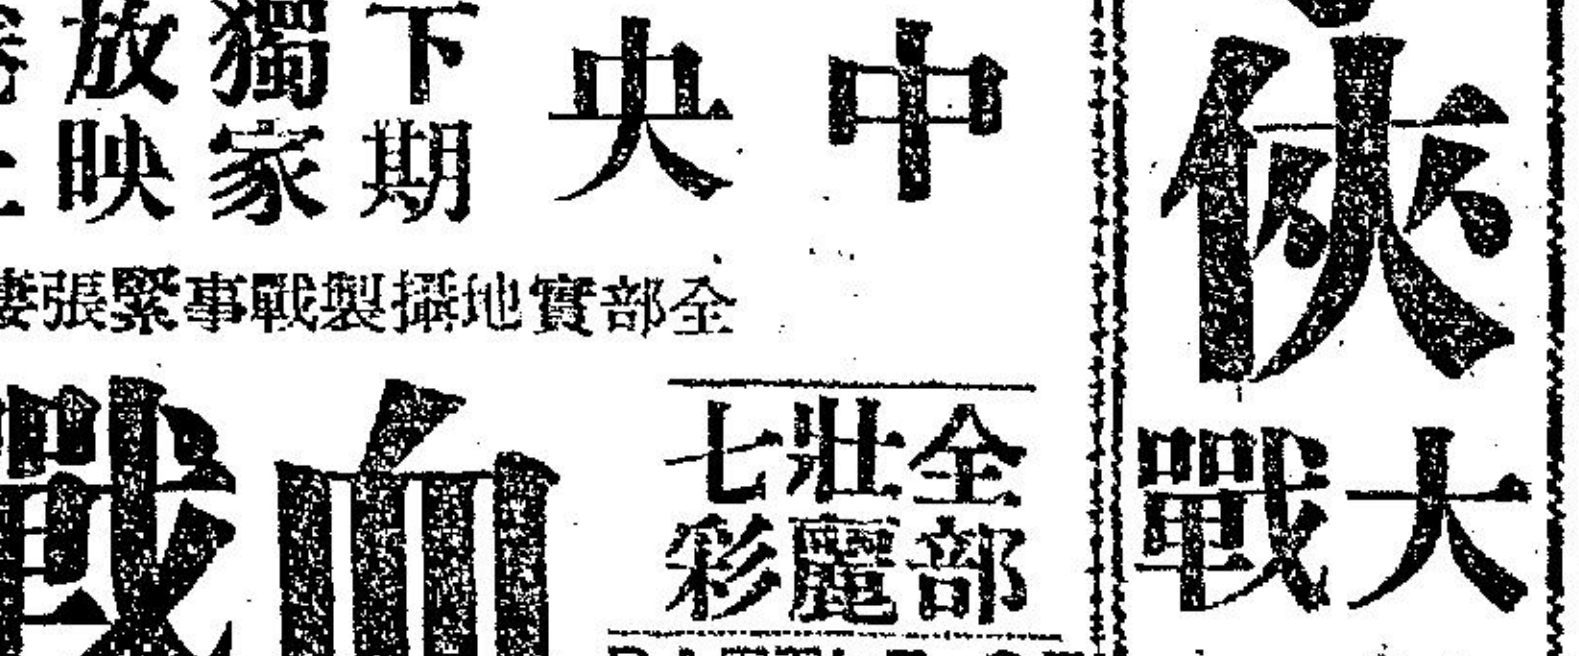 俠
大戰
中央
下期
獨家
放映
全部實地攝製戰事緊張
全部
壯麗
七彩
血戰